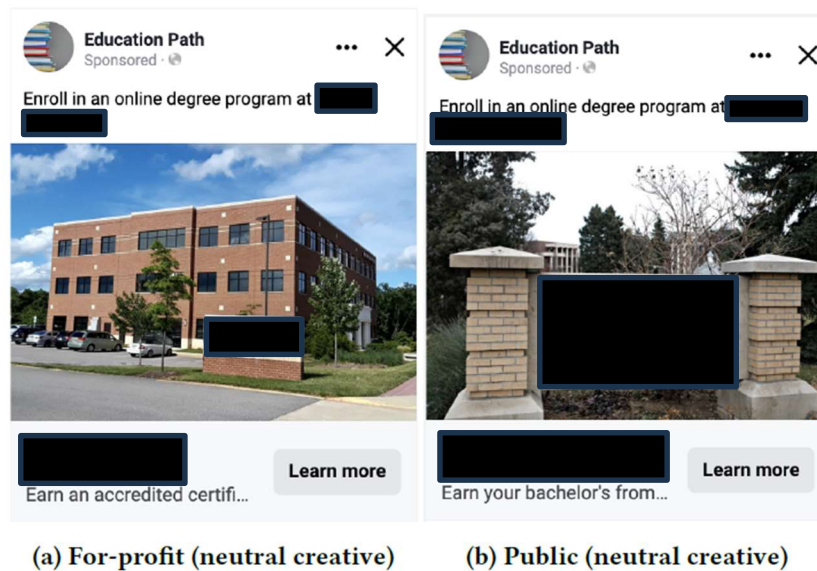 Education Path
Sponsored ·
Enroll in an online degree program at
Earn an accredited certifi...
Learn more
(a) For-profit (neutral creative)
Education Path
Sponsored ·
Enroll in an online degree program at
Earn your bachelor's from...
Learn more
(b) Public (neutral creative)